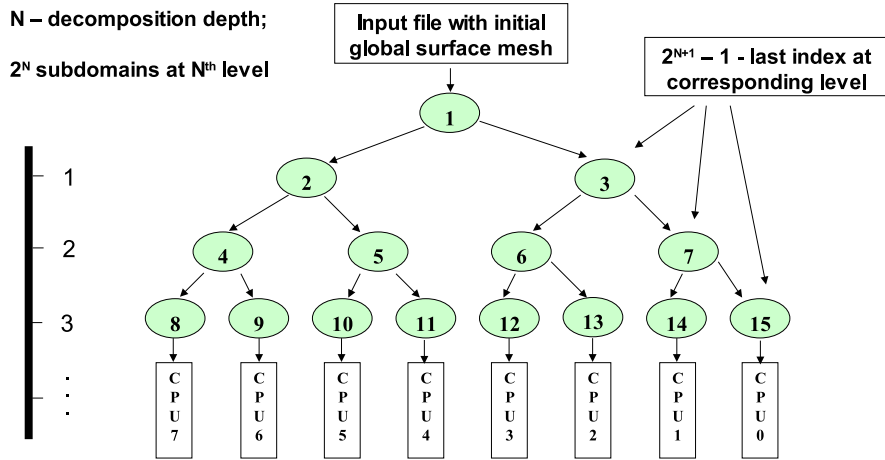 N – decomposition depth;
2ᴺ subdomains at Nᵗʰ level
Input file with initial
global surface mesh
2ᴺ⁺¹ – 1 - last index at
corresponding level
1
1
2
3
2
4
5
6
7
3
8
9
10
11
12
13
14
15
CPU7
CPU6
CPU5
CPU4
CPU3
CPU2
CPU1
CPU0